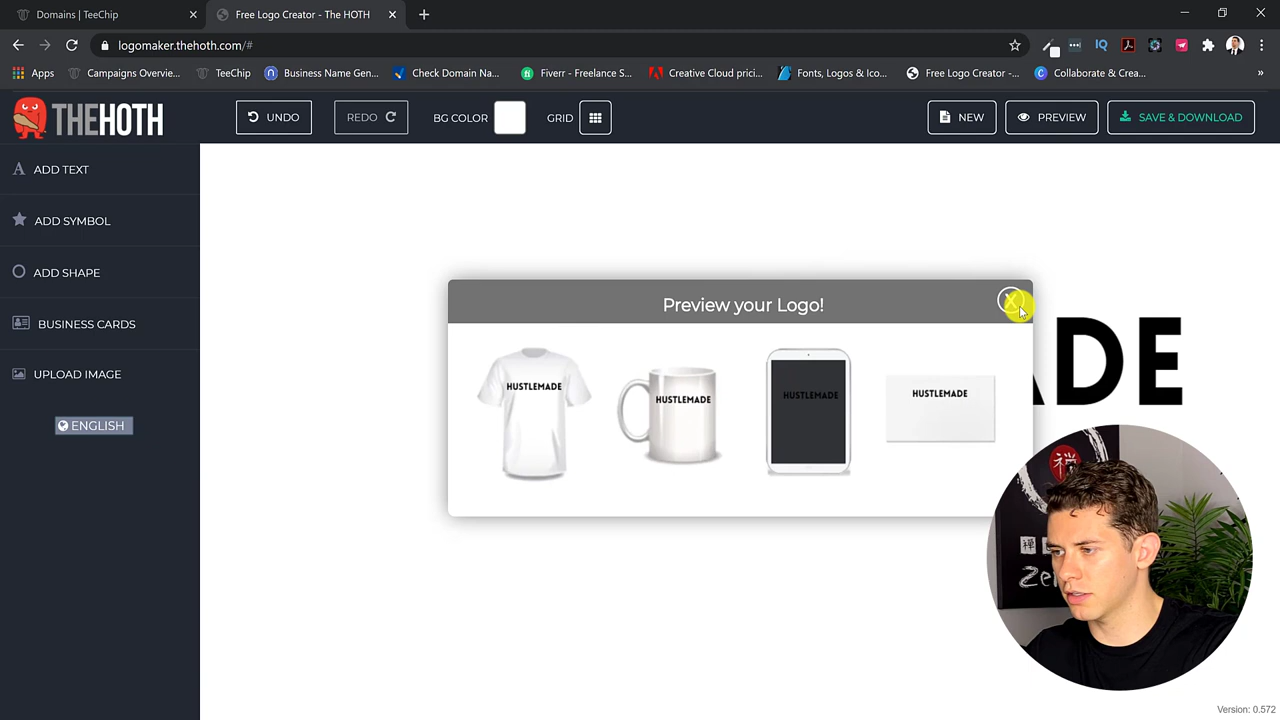 Domains | TeeChip
Free Logo Creator - The HOTH
logomaker.thehoth.com/#
Apps
Campaigns Overvie...
TeeChip
Business Name Gen...
Check Domain Na...
Fiverr - Freelance S...
Creative Cloud prici...
Fonts, Logos & Ico...
Free Logo Creator -...
Collaborate & Crea...
THEHOTH
UNDO
REDO
BG COLOR
GRID
NEW
PREVIEW
SAVE & DOWNLOAD
ADD TEXT
ADD SYMBOL
ADD SHAPE
BUSINESS CARDS
UPLOAD IMAGE
ENGLISH
Preview your Logo!
X
HUSTLEMADE
HUSTLEMADE
HUSTLEMADE
HUSTLEMADE
ADE
禅
Version: 0.572